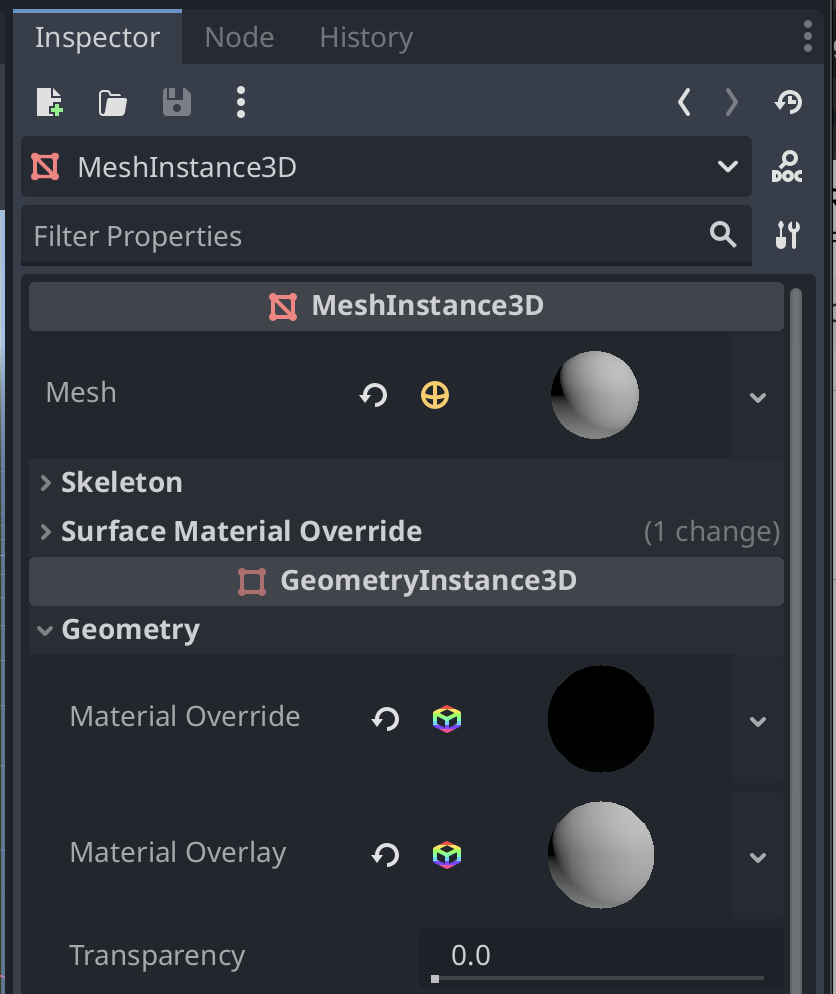 Inspector Node History
MeshInstance3D
DOC
Filter Properties
MeshInstance3D
Mesh
Skeleton
Surface Material Override (1 change)
GeometryInstance3D
Geometry
Material Override
Material Overlay
Transparency 0.0